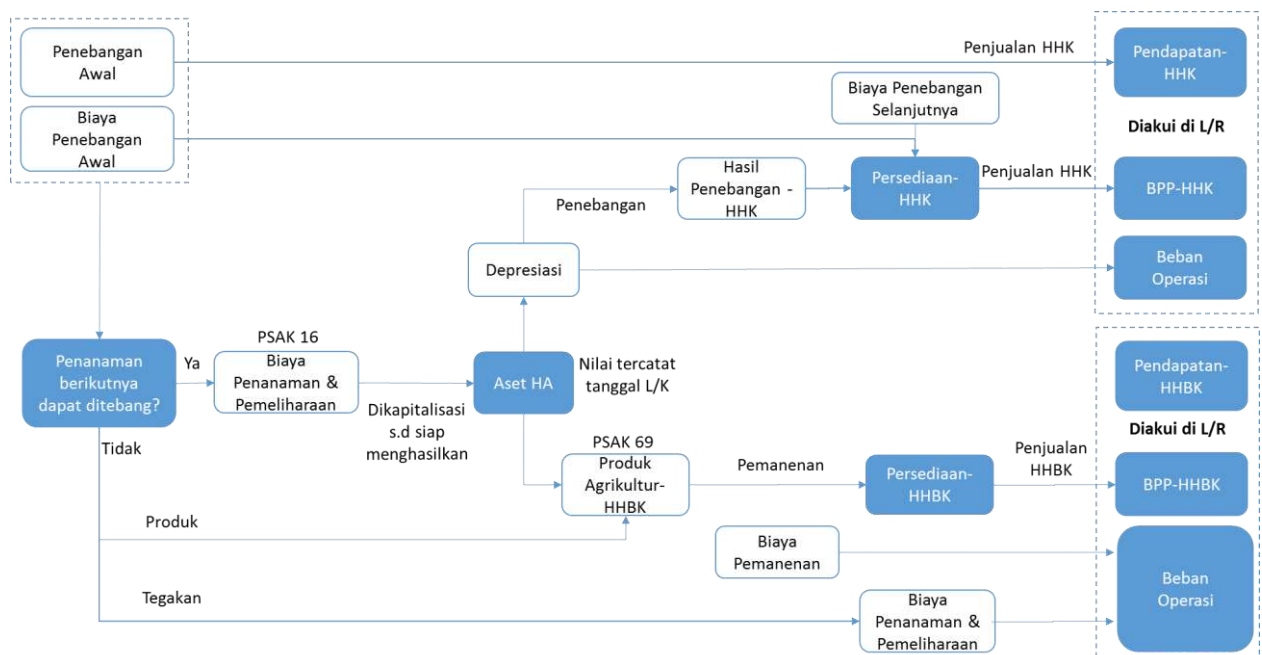 Penebangan
Awal
Penjualan HHK
Pendapatan-
HHK
Biaya Penebangan
Selanjutnya
Biaya
Penebangan
Awal
Diakui di L/R
Hasil
Penebangan -
HHK
Persediaan-
HHK
Penjualan HHK
BPP-HHK
Penebangan
Depresiasi
Beban
Operasi
Penanaman
berikutnya
dapat ditebang?
Ya
PSAK 16
Biaya
Penanaman &
Pemeliharaan
Dikapitalisasi
s.d siap
menghasilkan
Aset HA
Nilai tercatat
tanggal L/K
Pendapatan-
HHBK
Diakui di L/R
Tidak
PSAK 69
Produk
Agrikultur-
HHBK
Pemanenan
Persediaan-
HHBK
Penjualan
HHBK
BPP-HHBK
Produk
Biaya
Pemanenan
Beban
Operasi
Tegakan
Biaya
Penanaman &
Pemeliharaan